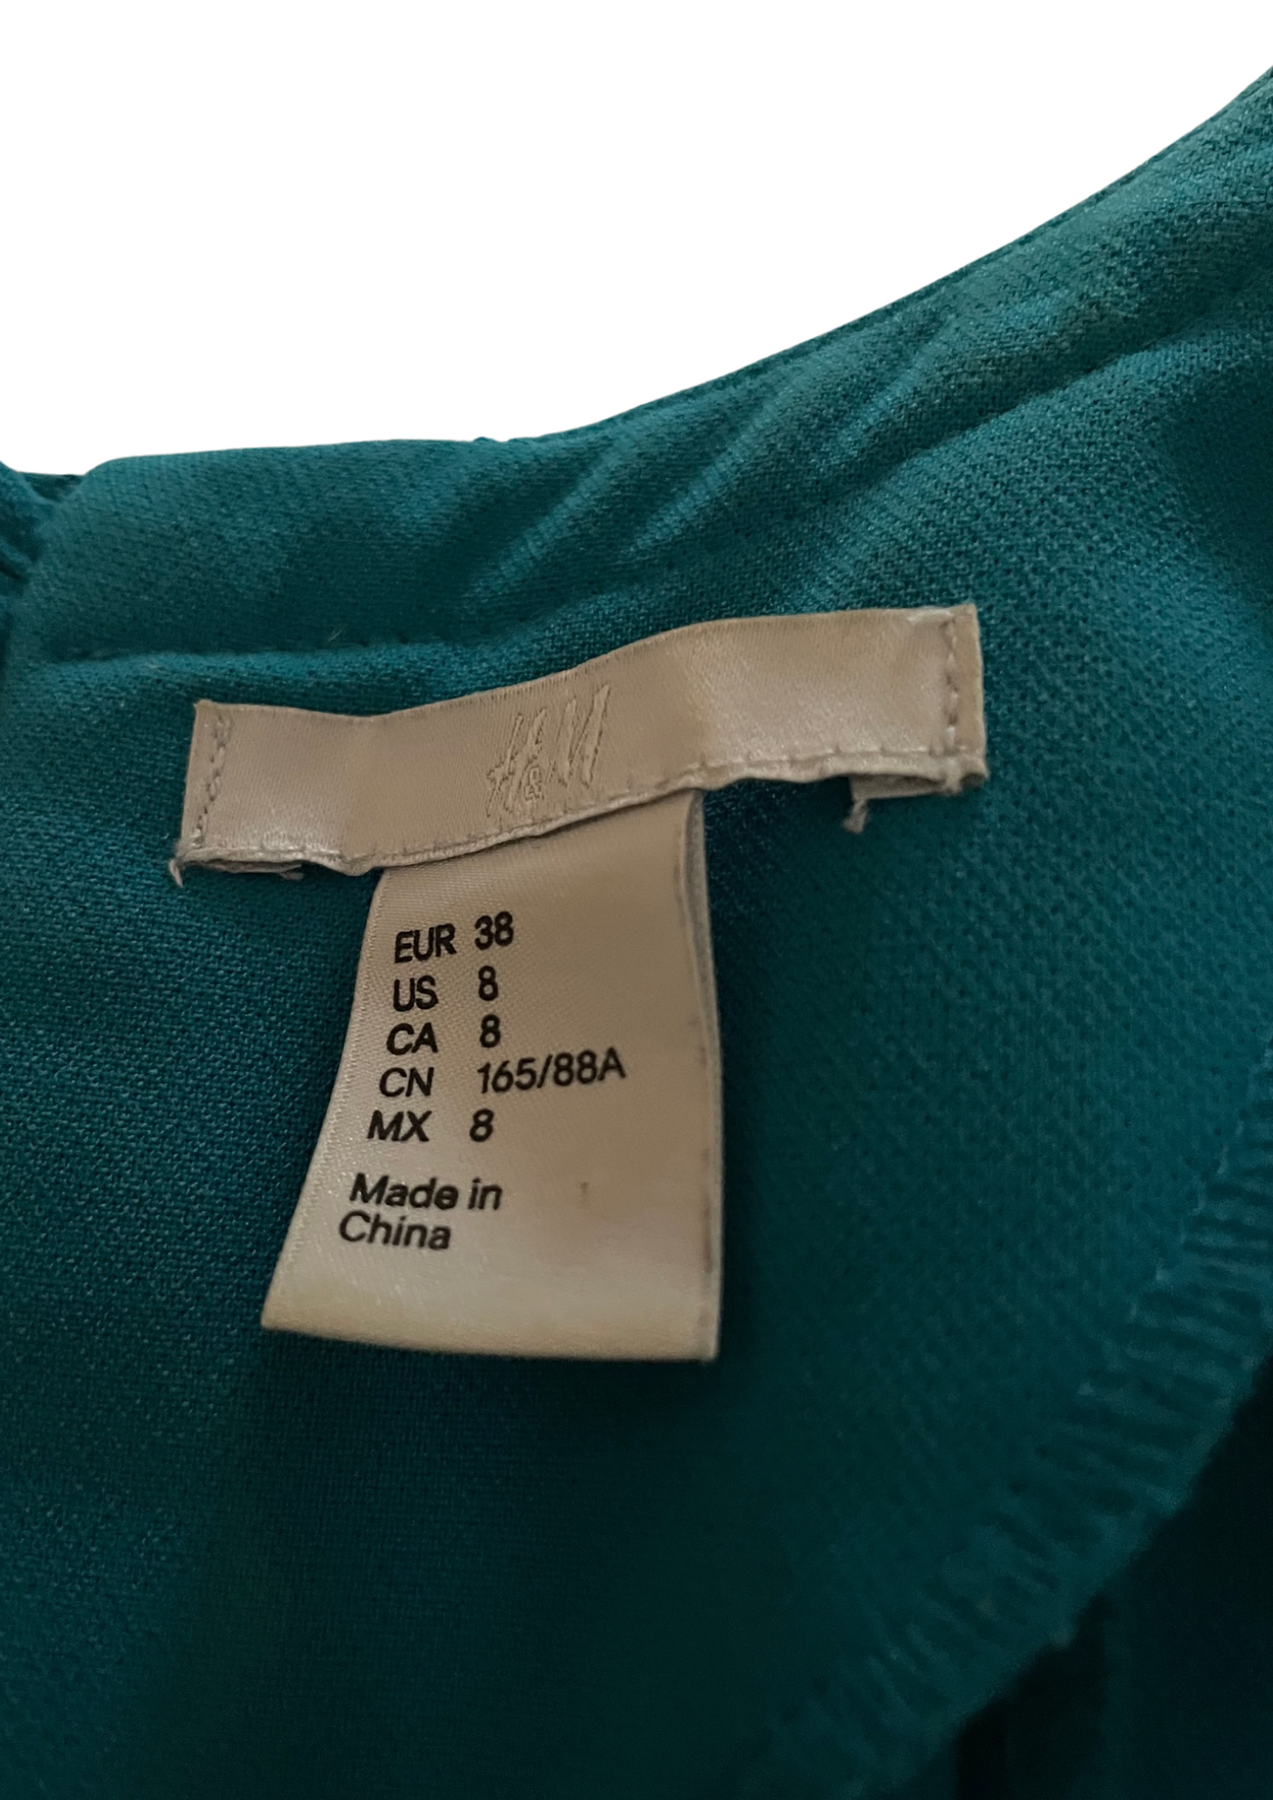 H&M
EUR 38
US 8
CA 8
CN 165/88A
MX 8
Made in
China